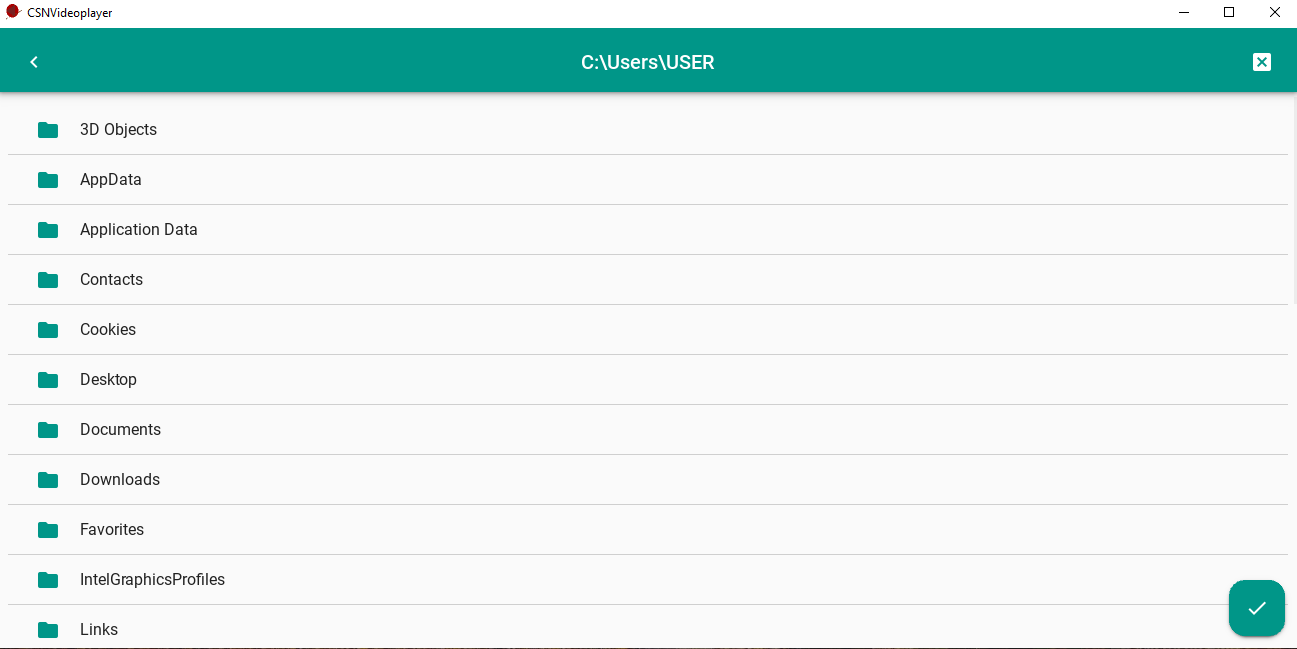 CSNVideoplayer
C:\Users\USER
3D Objects
AppData
Application Data
Contacts
Cookies
Desktop
Documents
Downloads
Favorites
IntelGraphicsProfiles
Links